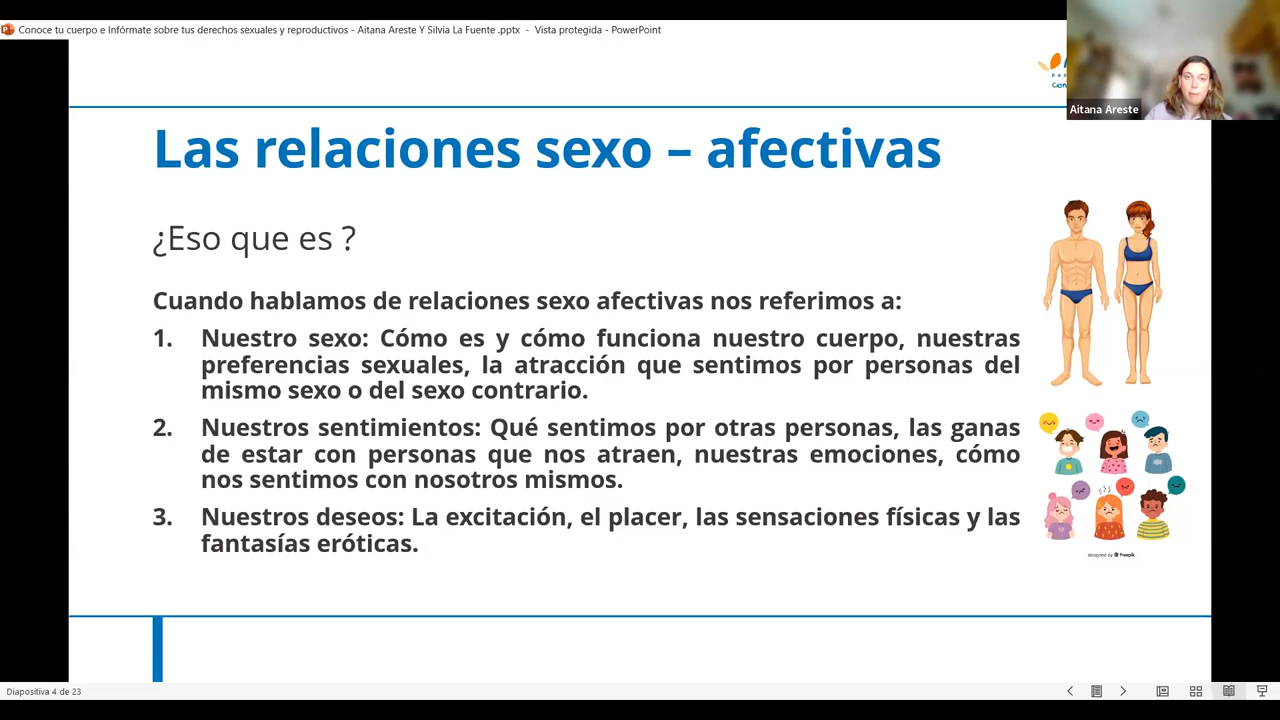 Conoce tu cuerpo e Infórmate sobre tus derechos sexuales y reproductivos - Aitana Areste Y Silvia La Fuente .pptx - Vista protegida - PowerPoint
Aitana Areste
Las relaciones sexo – afectivas
¿Eso que es ?
Cuando hablamos de relaciones sexo afectivas nos referimos a:
1. Nuestro sexo: Cómo es y cómo funciona nuestro cuerpo, nuestras
preferencias sexuales, la atracción que sentimos por personas del
mismo sexo o del sexo contrario.
2. Nuestros sentimientos: Qué sentimos por otras personas, las ganas
de estar con personas que nos atraen, nuestras emociones, cómo
nos sentimos con nosotros mismos.
3. Nuestros deseos: La excitación, el placer, las sensaciones físicas y las
fantasías eróticas.
designed by freepik
Diapositiva 4 de 23